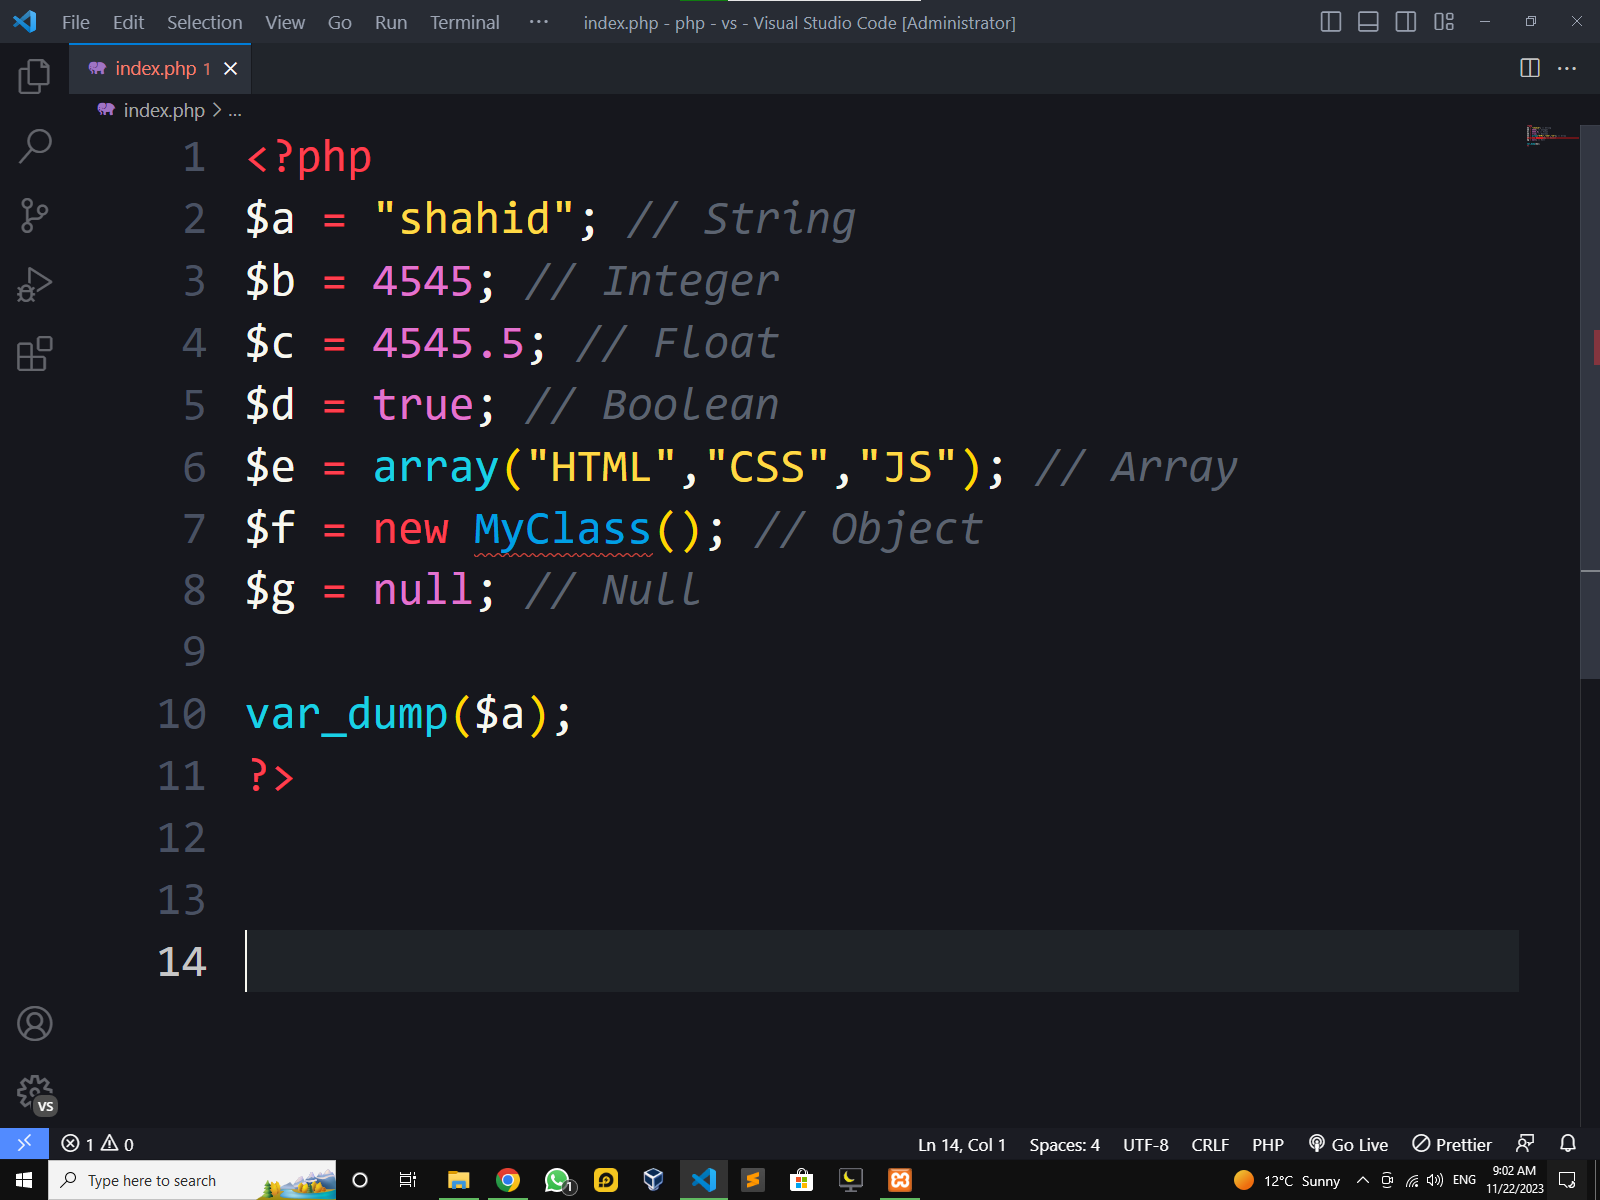 File Edit Selection View Go Run Terminal ··· index.php - php - vs - Visual Studio Code [Administrator]
index.php 1
index.php > ...
1 <?php
2 $a = "shahid"; // String
3 $b = 4545; // Integer
4 $c = 4545.5; // Float
5 $d = true; // Boolean
6 $e = array("HTML","CSS","JS"); // Array
7 $f = new MyClass(); // Object
8 $g = null; // Null
9
10 var_dump($a);
11 ?>
12
13
14
VS
1 0 Ln 14, Col 1 Spaces: 4 UTF-8 CRLF PHP Go Live Prettier
Type here to search 1 12°C Sunny ENG 9:02 AM
11/22/2023